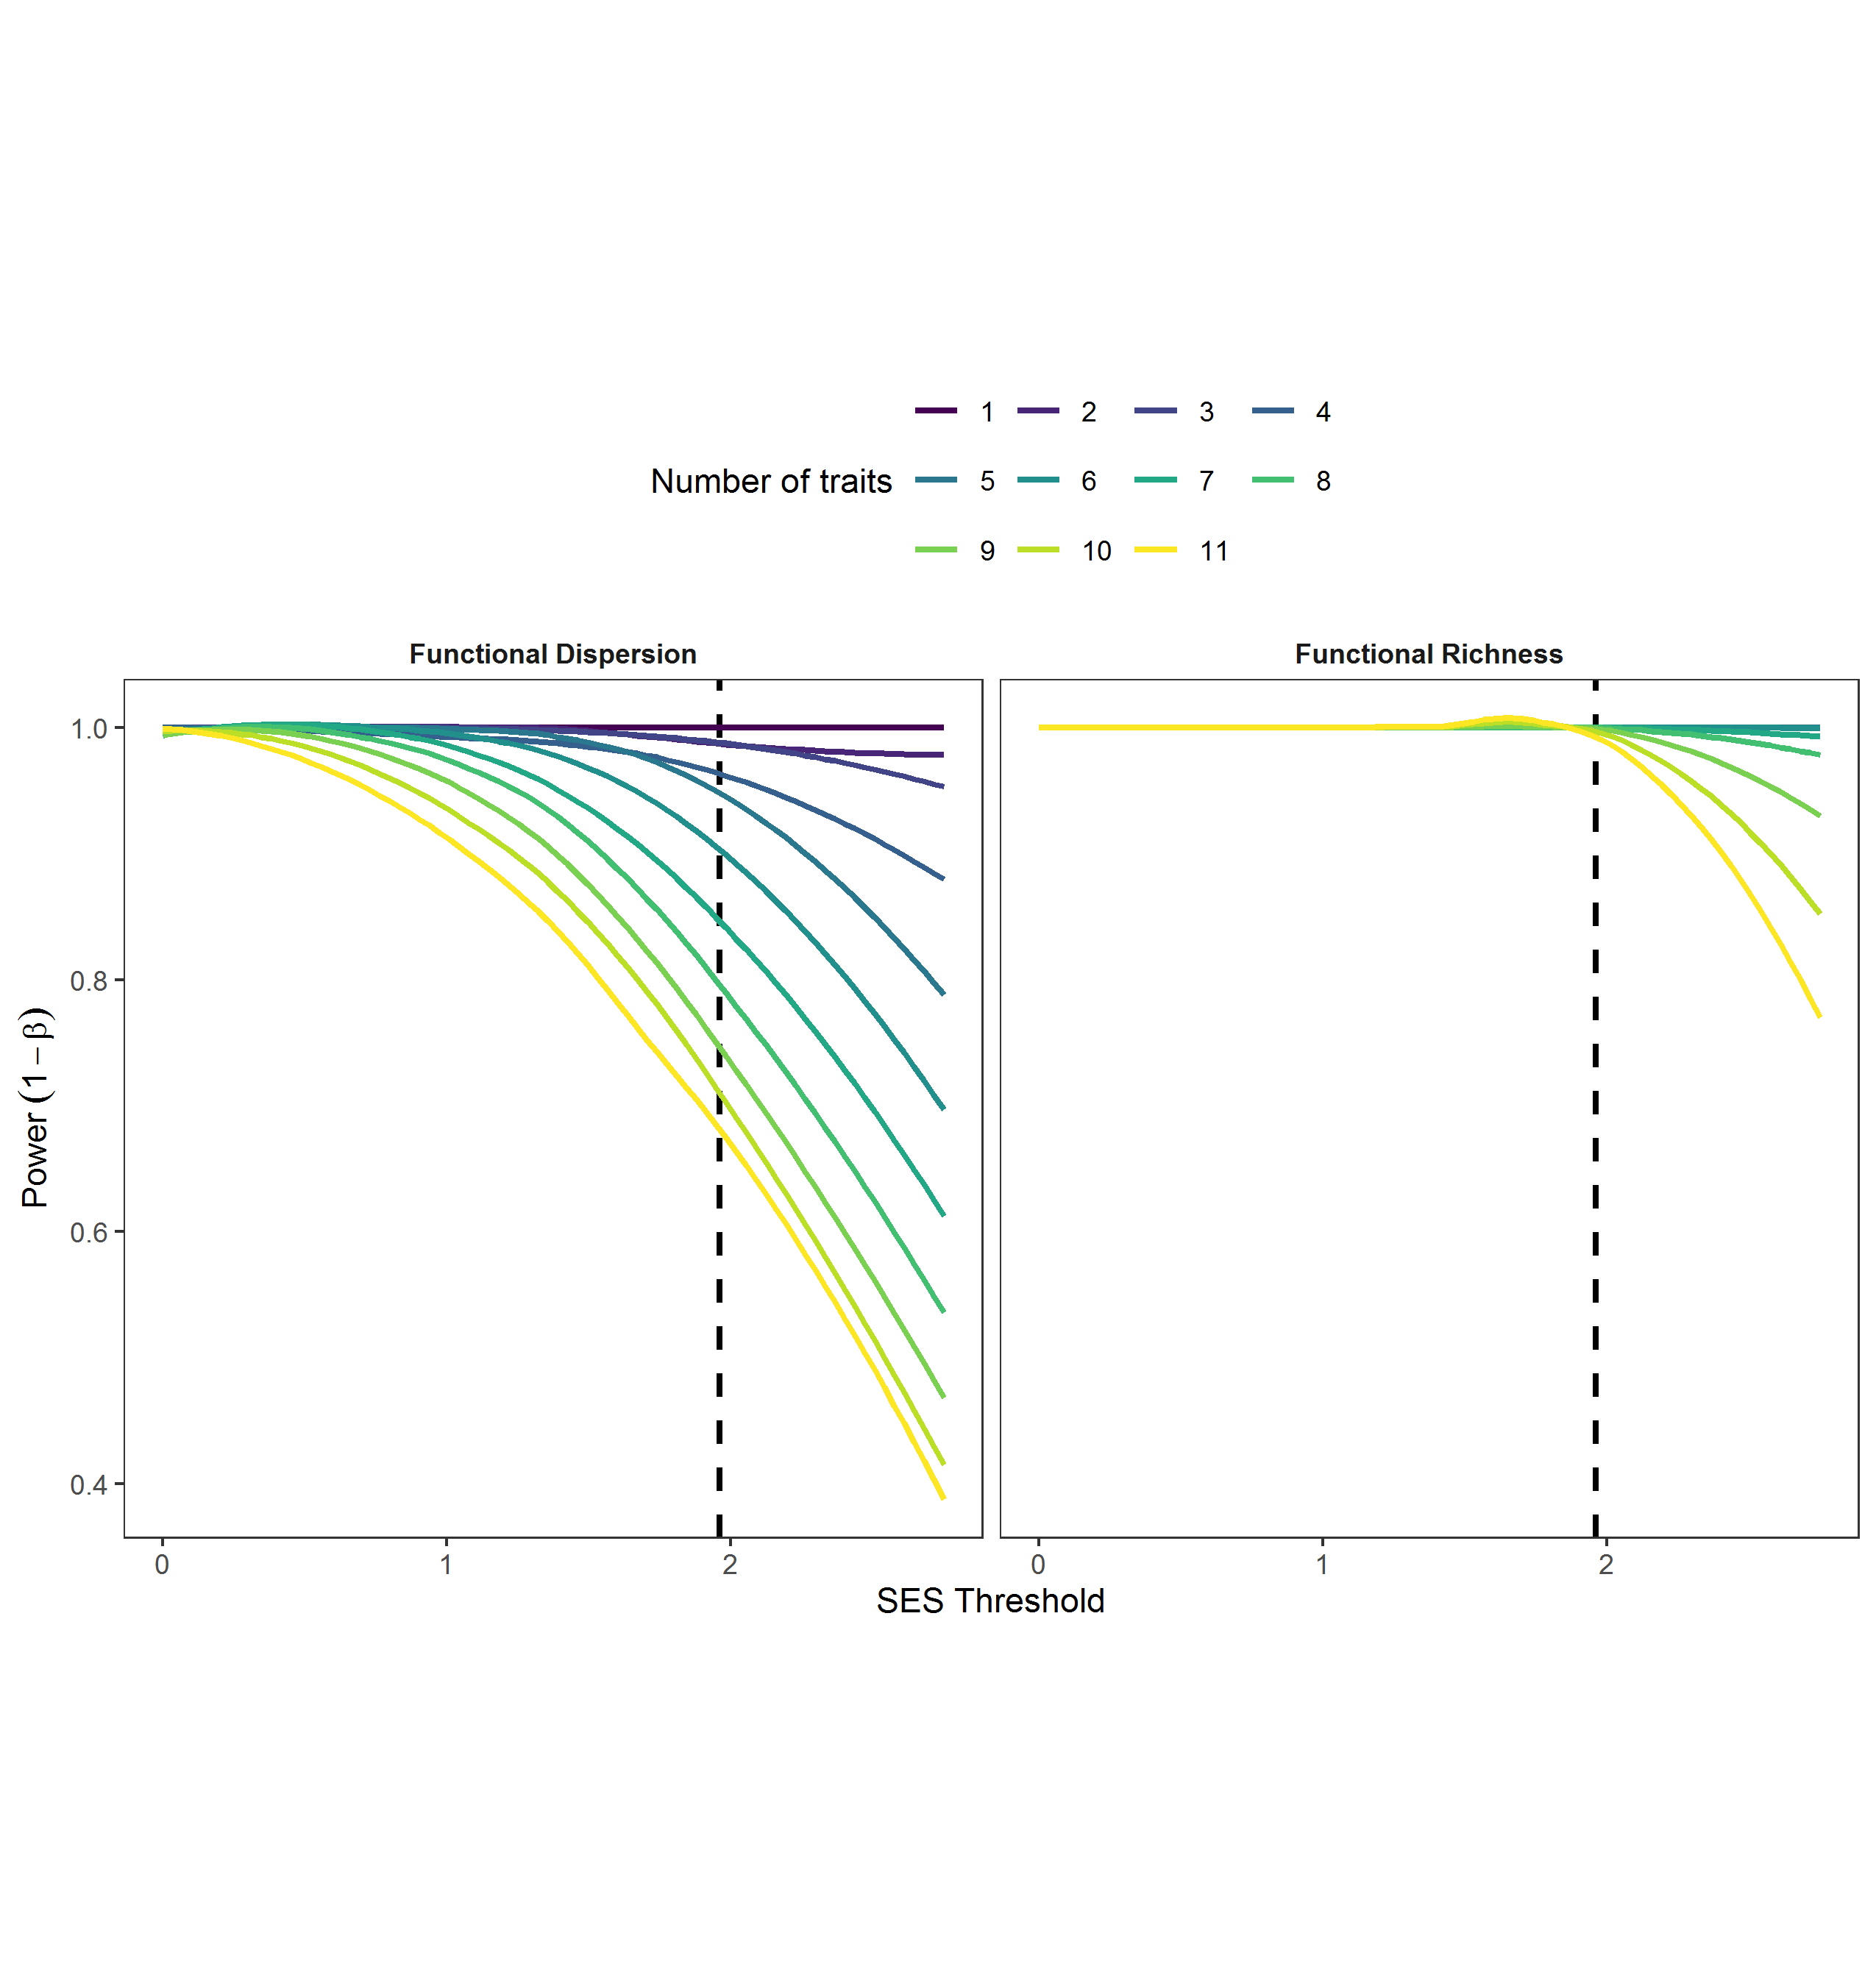 1 2 3 4
Number of traits 5 6 7 8
9 10 11
Functional Dispersion Functional Richness
1.0
0.8
0.6
0.4
Power (1 − β)
0 1 2 0 1 2
SES Threshold